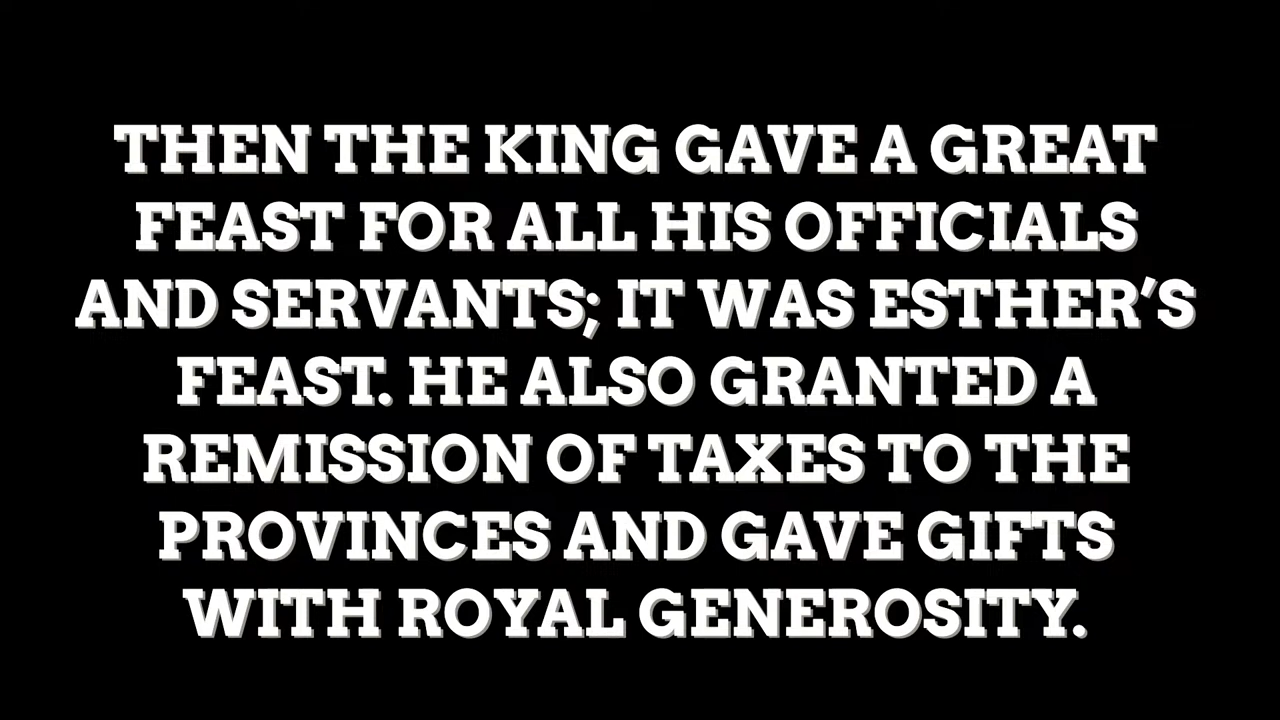 THEN THE KING GAVE A GREAT
FEAST FOR ALL HIS OFFICIALS
AND SERVANTS; IT WAS ESTHER’S
FEAST. HE ALSO GRANTED A
REMISSION OF TAXES TO THE
PROVINCES AND GAVE GIFTS
WITH ROYAL GENEROSITY.